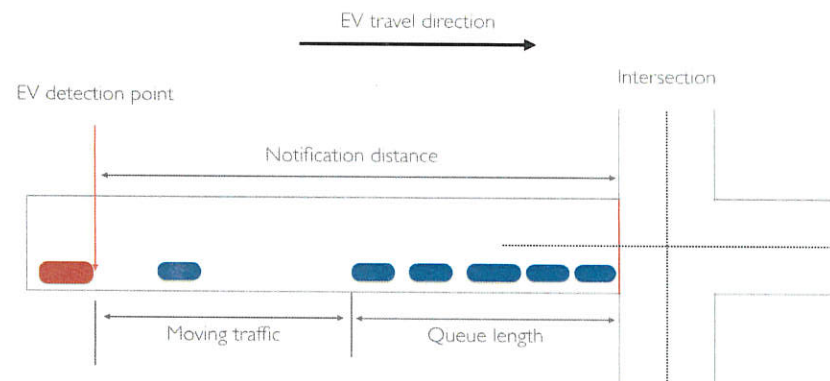 EV travel direction
Intersection
EV detection point
Notification distance
Moving traffic
Queue length